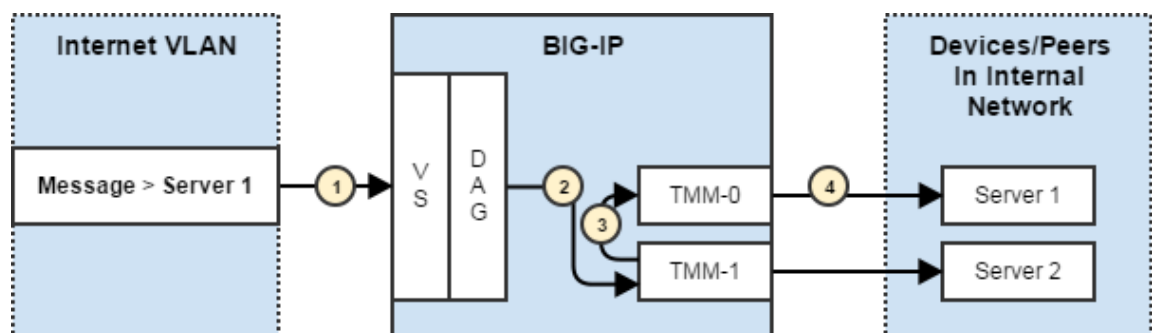 Internet VLAN
BIG-IP
Devices/Peers
In Internal
Network
Message > Server 1
1
V
S
D
A
G
2
3
TMM-0
TMM-1
4
Server 1
Server 2